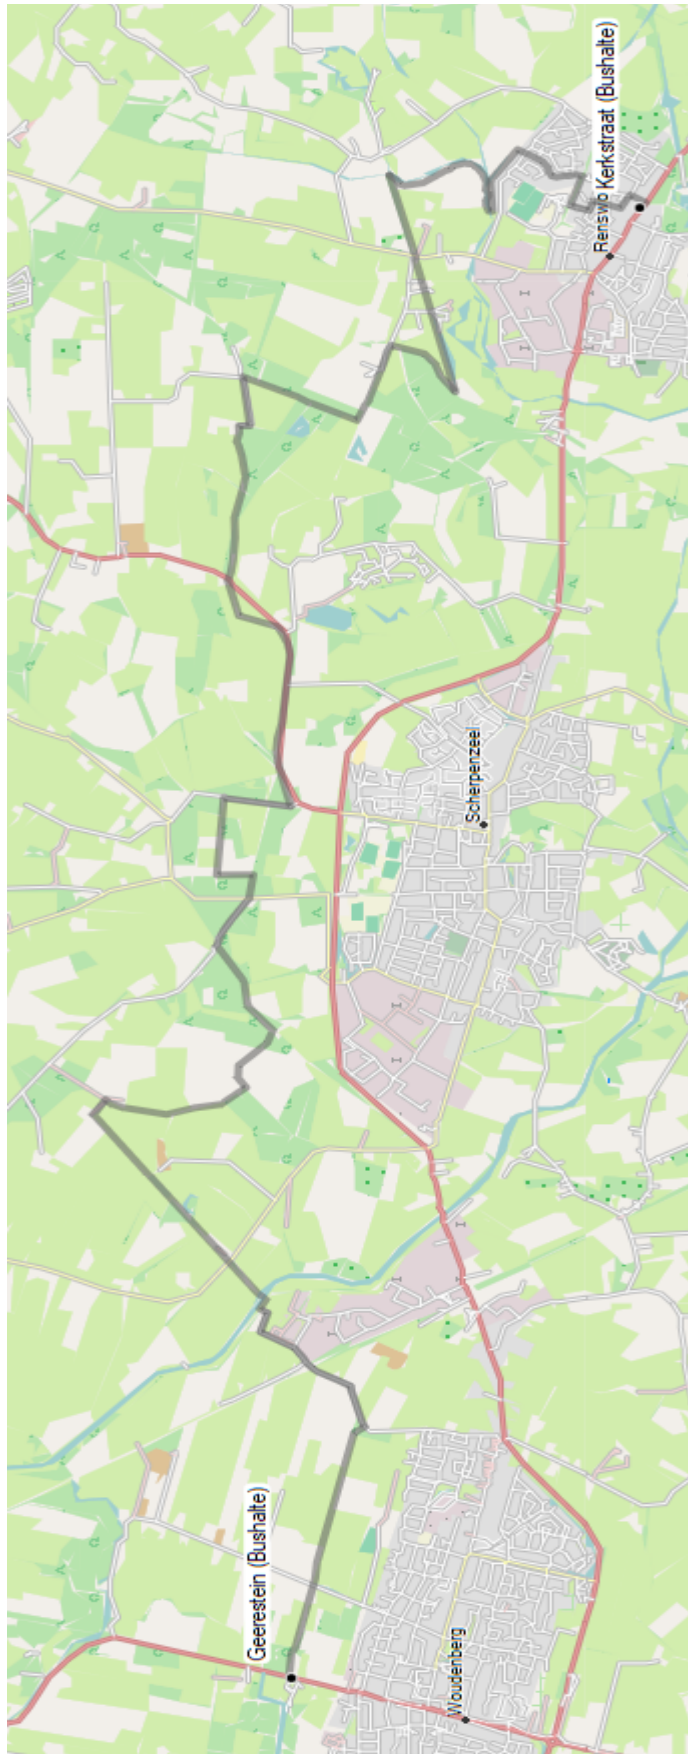 Renswo
Kerkstraat (Bushalte)
Scherpenzeel
Geerestein (Bushalte)
Woudenberg